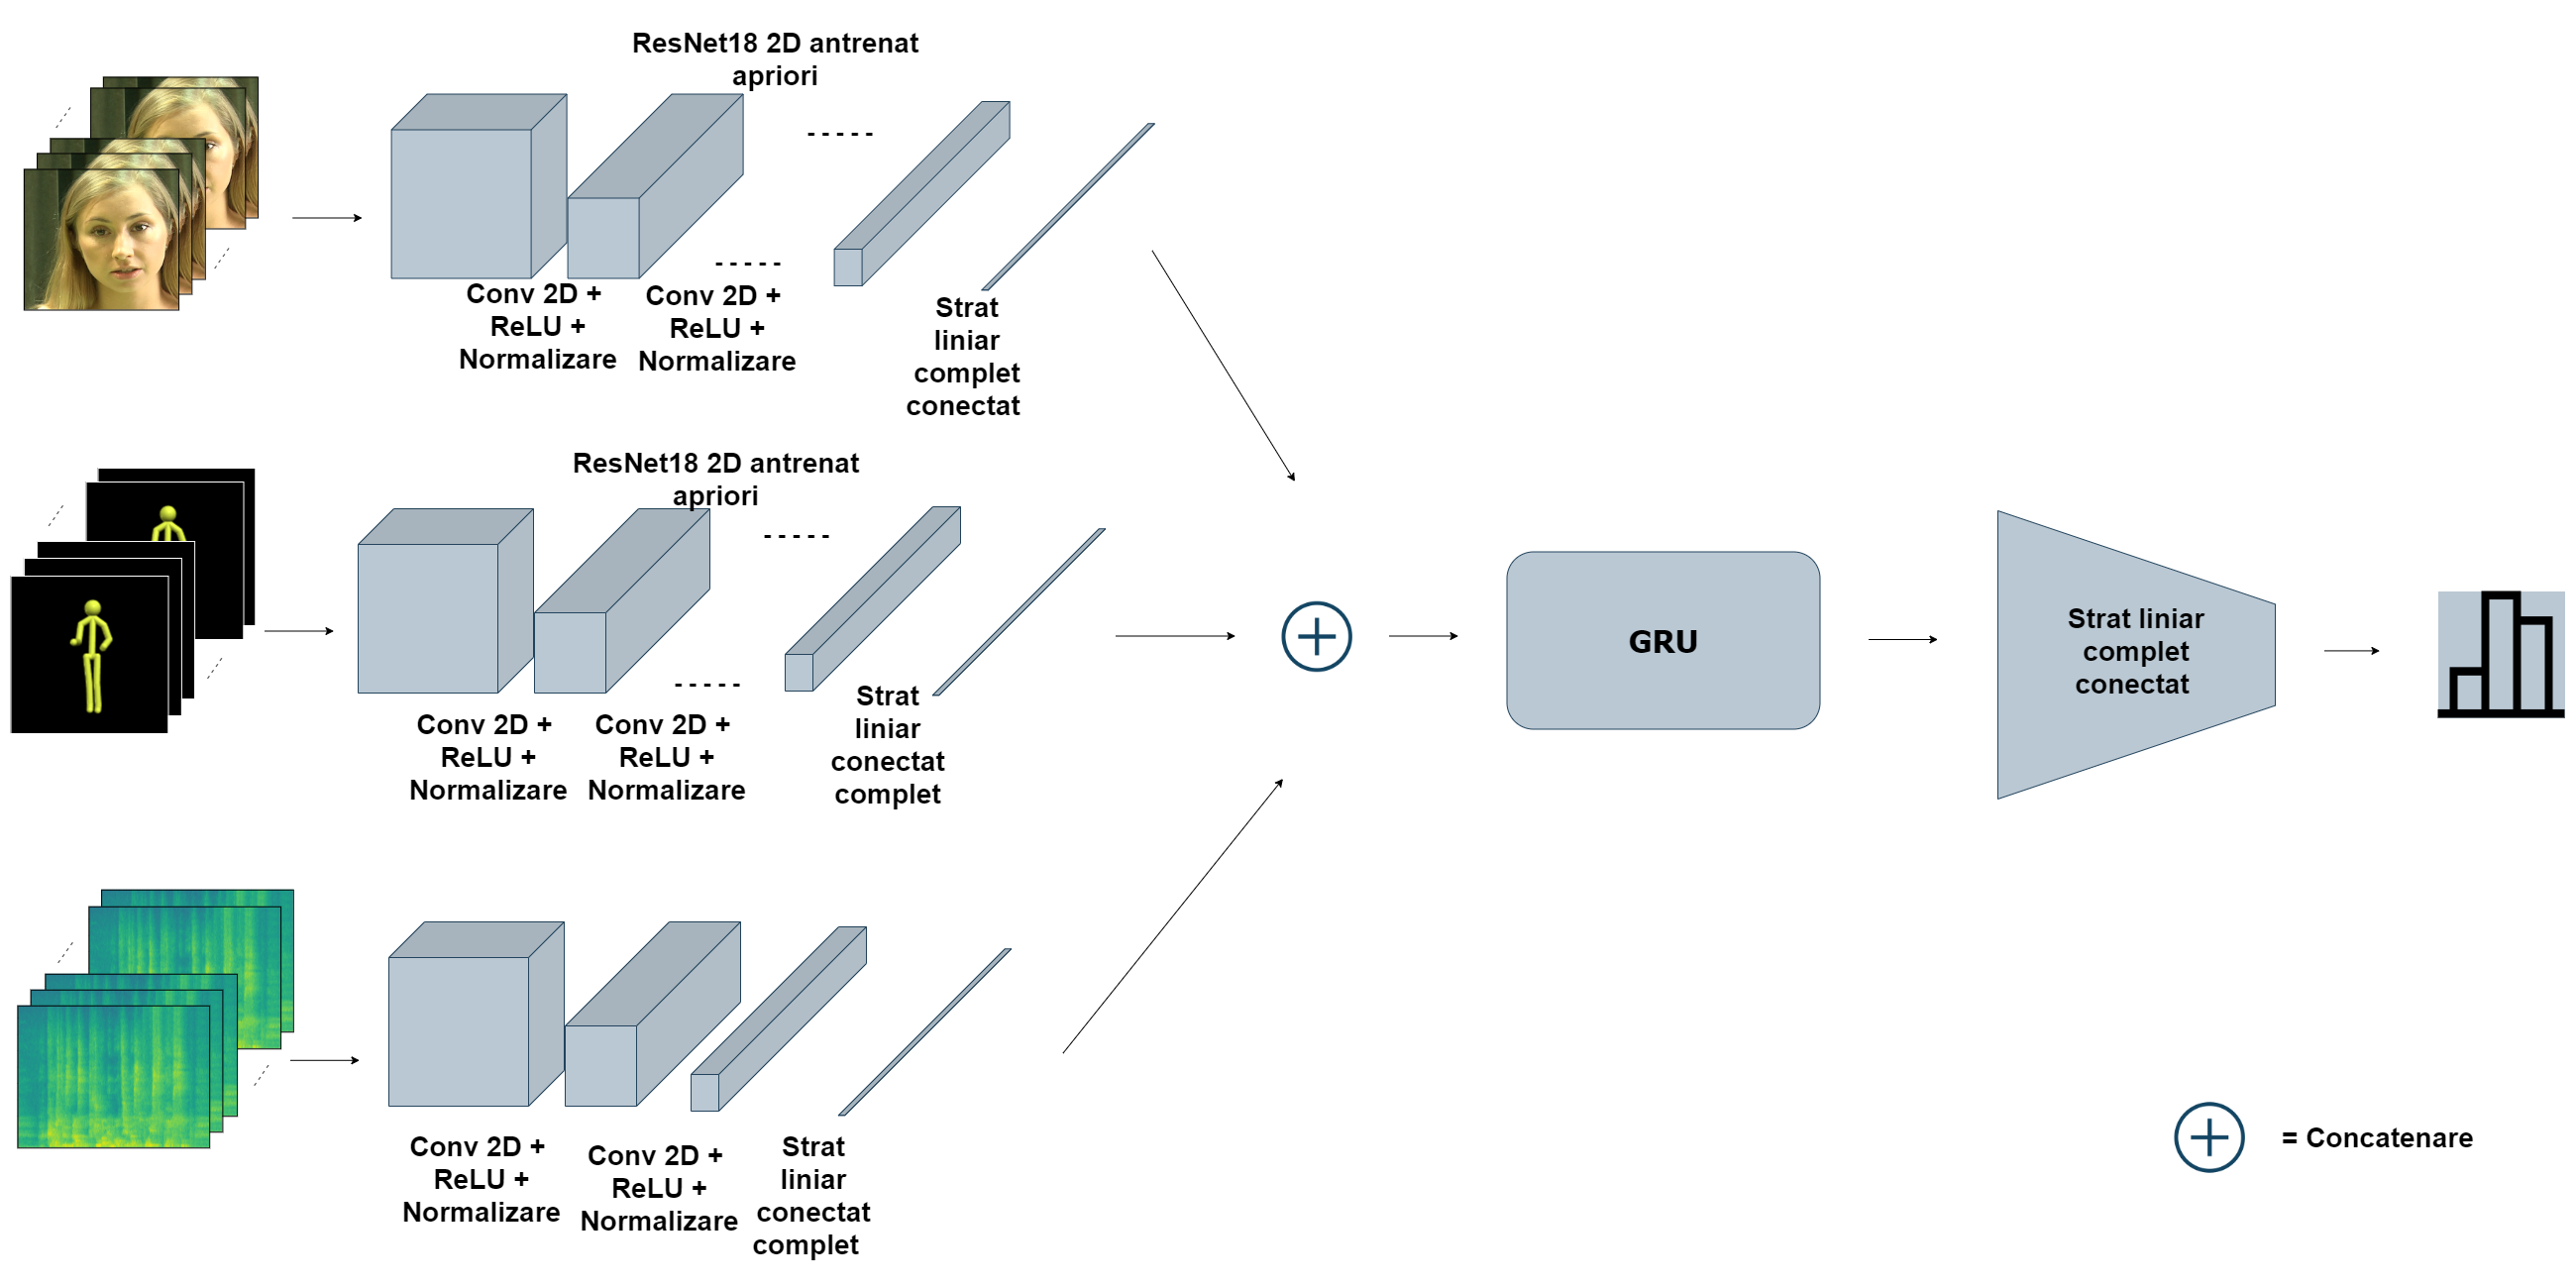 ResNet18 2D antrenat
apriori
Conv 2D +
ReLU +
Normalizare
Conv 2D +
ReLU +
Normalizare
Strat
liniar
complet
conectat
ResNet18 2D antrenat
apriori
Conv 2D +
ReLU +
Normalizare
Conv 2D +
ReLU +
Normalizare
Strat
liniar
conectat
complet
GRU
Strat liniar
complet
conectat
Conv 2D +
ReLU +
Normalizare
Conv 2D +
ReLU +
Normalizare
Strat
liniar
conectat
complet
= Concatenare